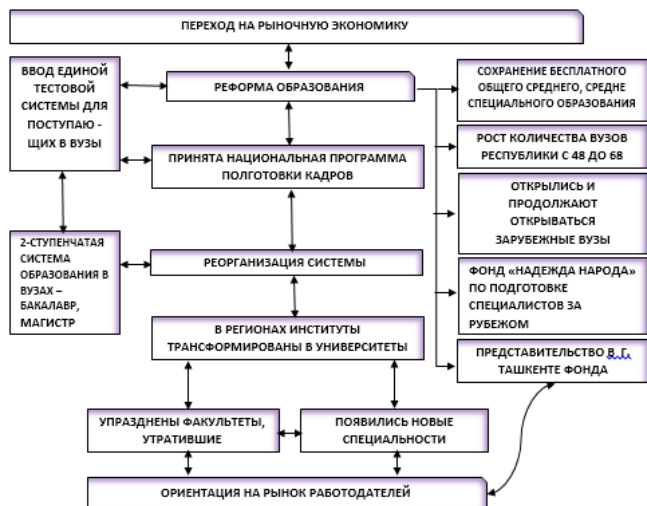 ПЕРЕХОД НА РЫНОЧНУЮ ЭКОНОМИКУ
ВВОД ЕДИНОЙ
ТЕСТОВОЙ
СИСТЕМЫ ДЛЯ
ПОСТУПАЮ -
ЩИХ В ВУЗЫ
РЕФОРМА ОБРАЗОВАНИЯ
СОХРАНЕНИЕ БЕСПЛАТНОГО
ОБЩЕГО СРЕДНЕГО, СРЕДНЕ
СПЕЦИАЛЬНОГО ОБРАЗОВАНИЯ
ПРИНЯТА НАЦИОНАЛЬНАЯ ПРОГРАММА
ПОЛГОТОВКИ КАДРОВ
РОСТ КОЛИЧЕСТВА ВУЗОВ
РЕСПУБЛИКИ С 48 ДО 68
ОТКРЫЛИСЬ И
ПРОДОЛЖАЮТ
ОТКРЫВАТЬСЯ
ЗАРУБЕЖНЫЕ ВУЗЫ
2-СТУПЕНЧАТАЯ
СИСТЕМА
ОБРАЗОВАНИЯ В
ВУЗАХ –
БАКАЛАВР,
МАГИСТР
РЕОРГАНИЗАЦИЯ СИСТЕМЫ
ФОНД «НАДЕЖДА НАРОДА»
ПО ПОДГОТОВКЕ
СПЕЦИАЛИСТОВ ЗА
РУБЕЖОМ
В РЕГИОНАХ ИНСТИТУТЫ
ТРАНСФОРМИРОВАНЫ В УНИВЕРСИТЕТЫ
ПРЕДСТАВИТЕЛЬСТВО В Г.
ТАШКЕНТЕ ФОНДА
УПРАЗДНЕНЫ ФАКУЛЬТЕТЫ,
УТРАТИВШИЕ
ПОЯВИЛИСЬ НОВЫЕ
СПЕЦИАЛЬНОСТИ
ОРИЕНТАЦИЯ НА РЫНОК РАБОТОДАТЕЛЕЙ